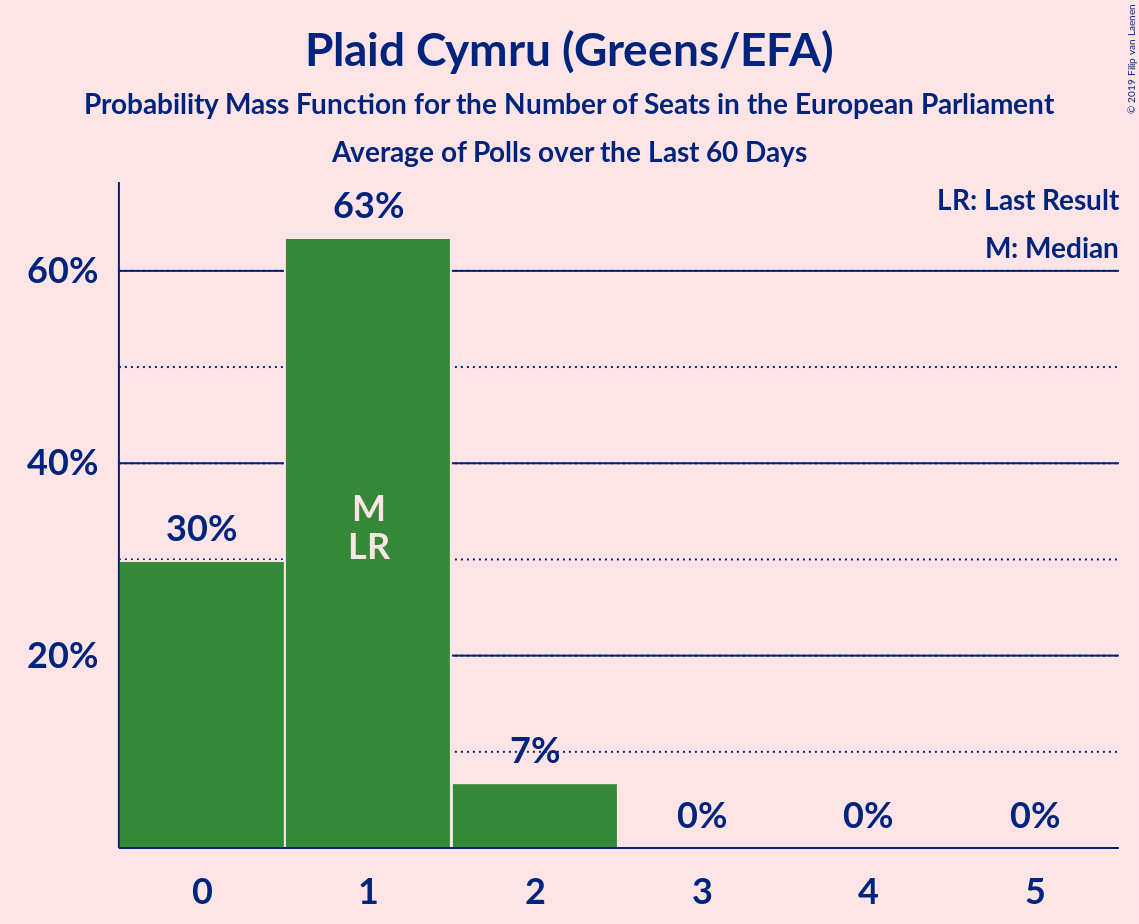 Plaid Cymru (Greens/EFA)
Probability Mass Function for the Number of Seats in the European Parliament
Average of Polls over the Last 60 Days
© 2019 Filip van Laenen
LR: Last Result
M: Median
63%
60%
40%
M
LR
30%
20%
7%
0% 0% 0%
0 1 2 3 4 5